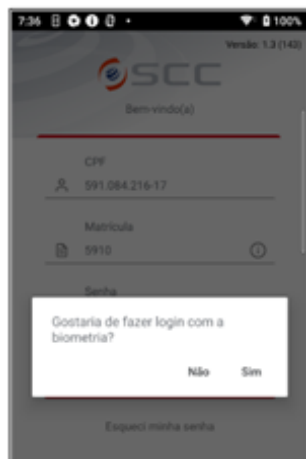 7:36
100%
Versão: 1.3 (143)
SCC
Bem-vindo(a)
CPF
591.084.216-17
Matrícula
5910
Senha
Gostaria de fazer login com a
biometria?
Não Sim
Esqueci minha senha